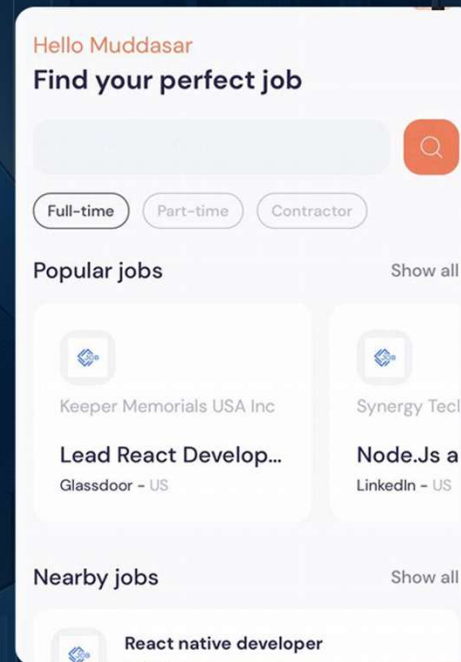 Hello Muddasar
Find your perfect job
Full-time
Part-time
Contractor
Popular jobs
Show all
Keeper Memorials USA Inc
Lead React Develop...
Glassdoor - US
Synergy Tecl
Node.Js a
LinkedIn - US
Nearby jobs
Show all
React native developer